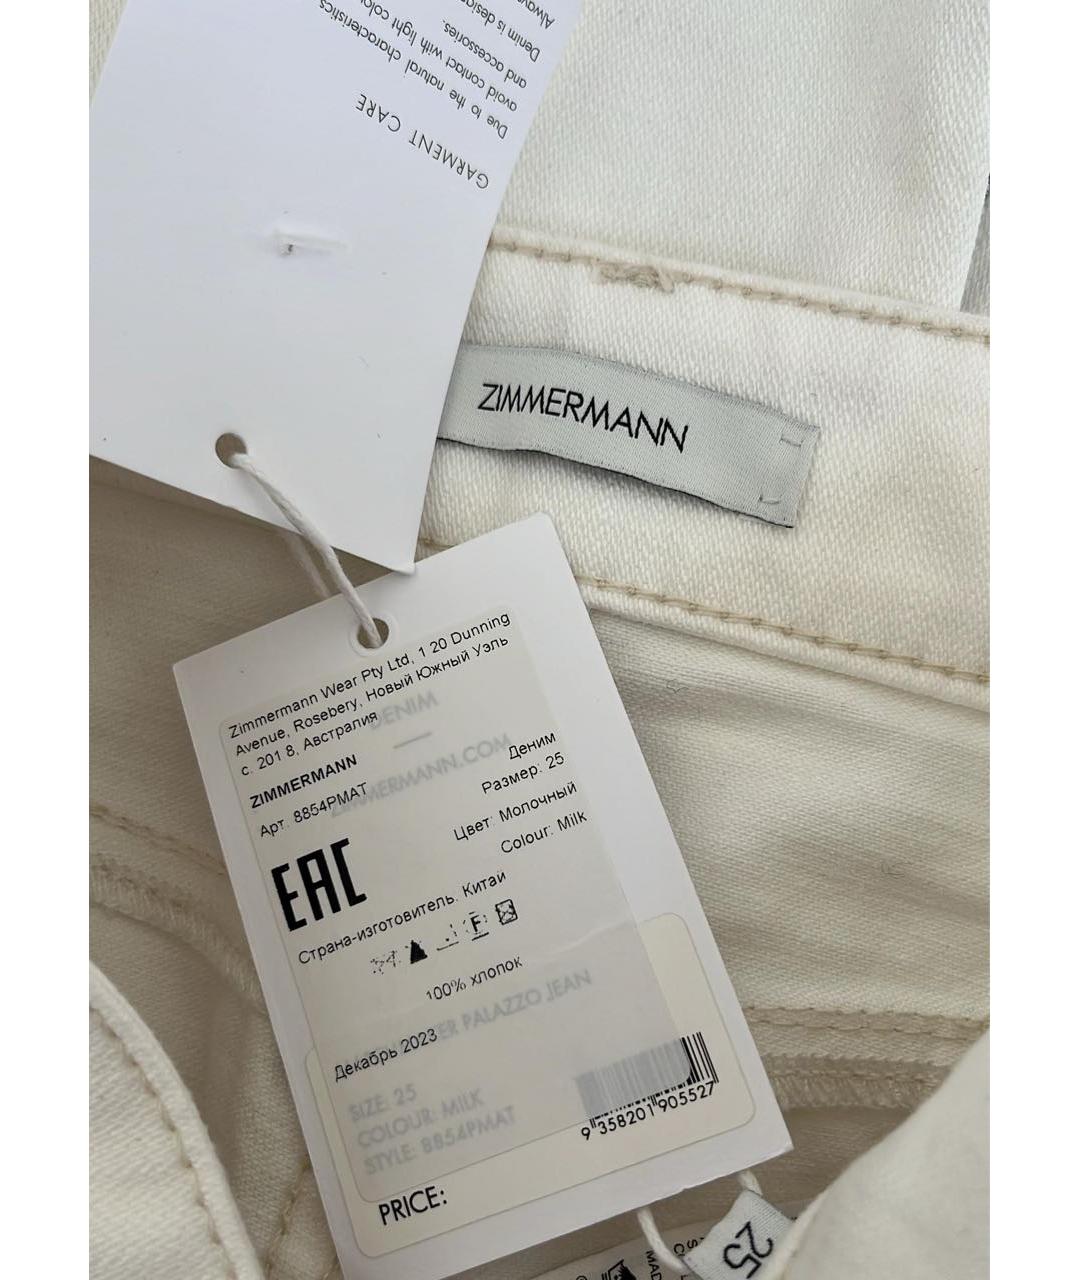 GARMENT CARE
Due to the natural characteristics
avoid contact with light
and accessories.
Denim is
ZIMMERMANN
Zimmermann Wear Pty Ltd, 1 20 Dunning
Avenue, Rosebery, Новый Южный Уэль
с. 201 8, Австралия
DENIM
ZIMMERMANN
ZIMMERMANN.COM
Деним
Арт. 8854PMAT
Размер: 25
Цвет: Молочный
Colour: Milk
EAC
Страна-изготовитель: Китай
100% хлопок
PALAZZO JEAN
Декабрь 2023
SIZE: 25
COLOUR: MILK
STYLE: 8854PMAT
9 358201 905527
PRICE:
25